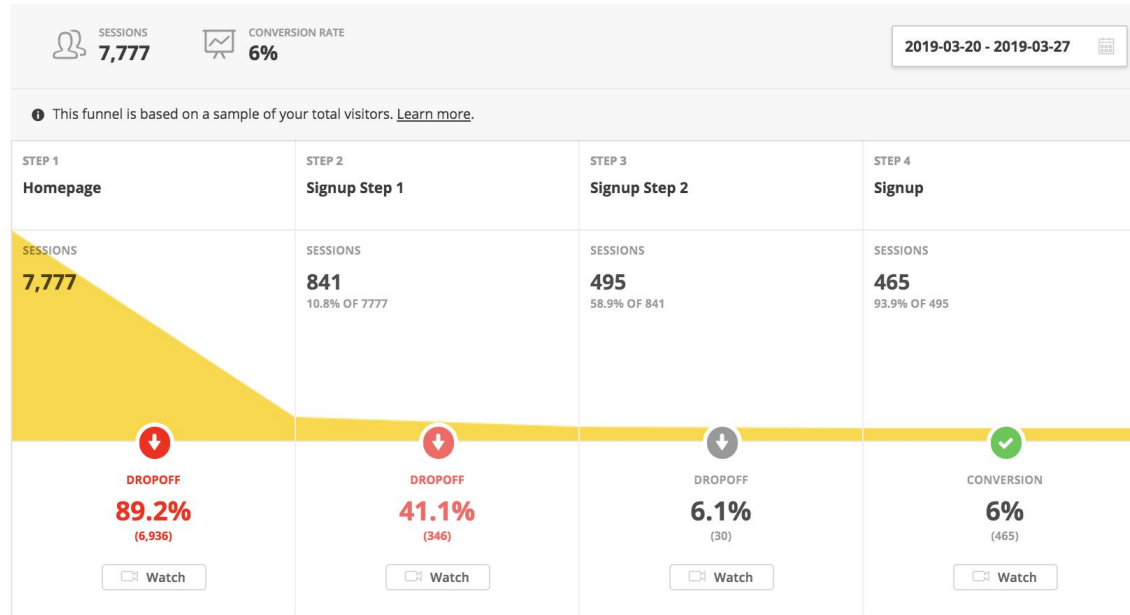 SESSIONS
7,777
CONVERSION RATE
6%
2019-03-20 - 2019-03-27
This funnel is based on a sample of your total visitors. Learn more.
STEP 1
Homepage
SESSIONS
7,777
DROPOFF
89.2%
(6,936)
Watch
STEP 2
Signup Step 1
SESSIONS
841
10.8% OF 7777
DROPOFF
41.1%
(346)
Watch
STEP 3
Signup Step 2
SESSIONS
495
58.9% OF 841
DROPOFF
6.1%
(30)
Watch
STEP 4
Signup
SESSIONS
465
93.9% OF 495
CONVERSION
6%
(465)
Watch